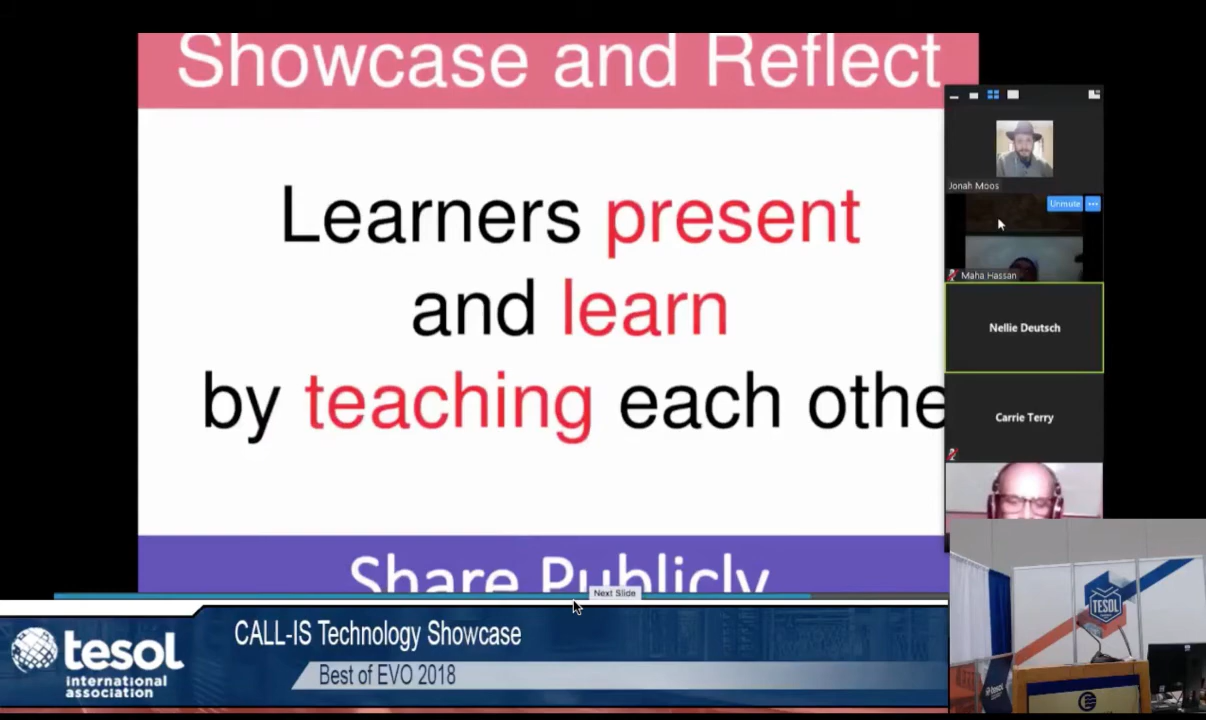 Showcase and Reflect
Learners present
and learn
by teaching each othe
Share Publicly
Next Slide
Jonah Moos
Unmute
Maha Hassan
Nellie Deutsch
Carrie Terry
CALL-IS Technology Showcase
Best of EVO 2018
tesol
international
association
TESOL
tesol